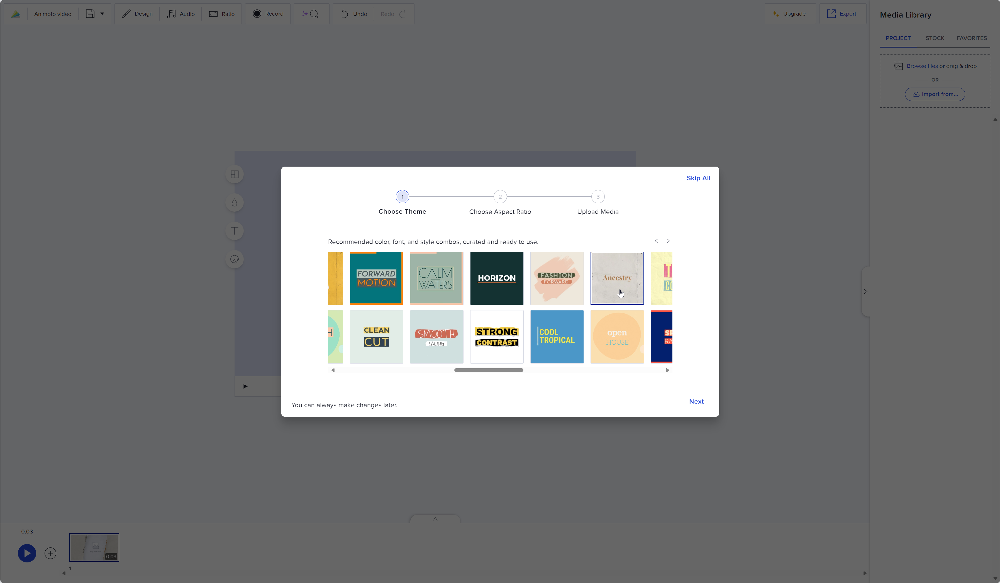 Animoto video
Design
Audio
Ratio
Record
Undo
Redo
Upgrade
Export
Media Library
PROJECT
STOCK
FAVORITES
Browse files or drag & drop
OR
Import from...
Skip All
1
2
3
Choose Theme
Choose Aspect Ratio
Upload Media
Recommended color, font, and style combos, curated and ready to use.
FORWARD
MOTION
CALM
WATERS
HORIZON
FASHION
FORWARD
Ancestry
T
CO
H
CLEAN
CUT
SMOOTH
SAILING
STRONG
CONTRAST
COOL
TROPICAL
open
HOUSE
SP
RA
You can always make changes later.
Next
0:03
0:03
1